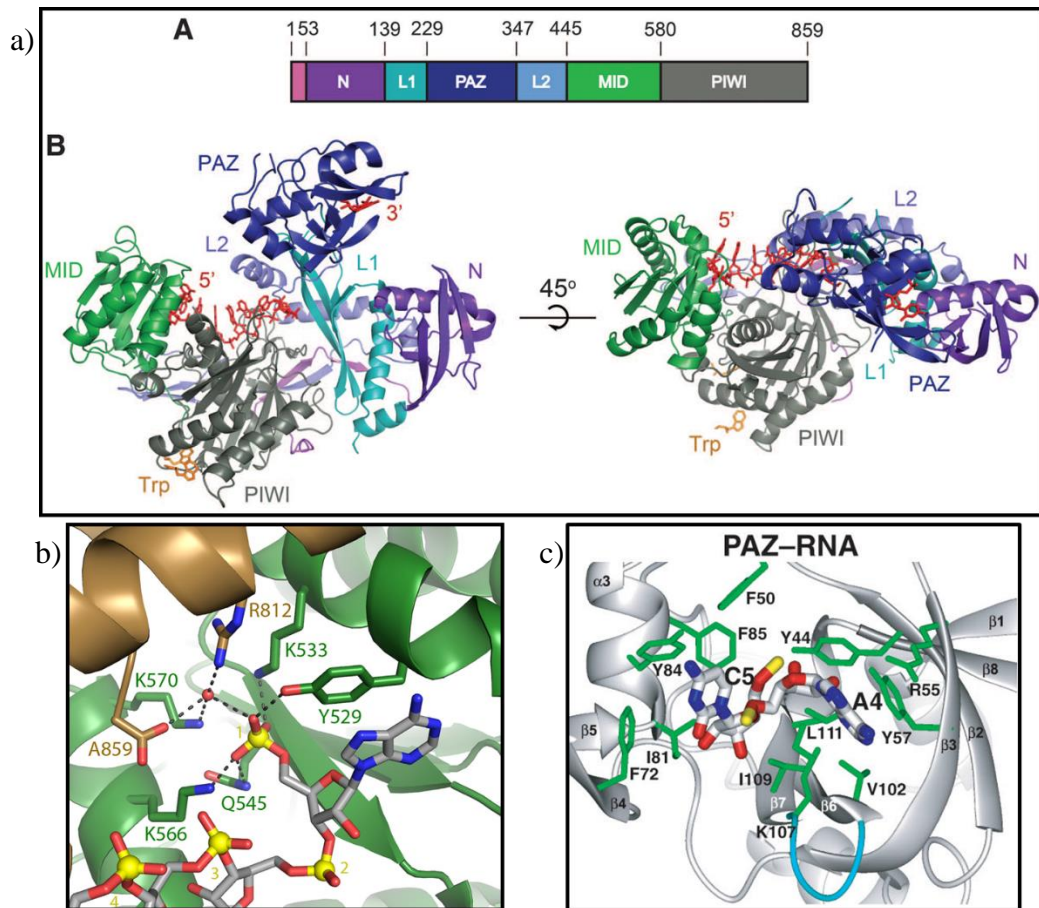 a)
A
1 53 139 229 347 445 580 859
N L1 PAZ L2 MID PIWI
B
PAZ
3'
L2
MID
5'
L1
N
Trp
PIWI
45º
5'
L2
MID
N
L1
PAZ
Trp
PIWI
b)
R812
K533
K570
Y529
1
A859
Q545
K566
2
3
4
c)
PAZ–RNA
α3
F50
β1
F85
Y44
Y84
C5
β8
R55
A4
L111
Y57
β2
β5
I81
β3
F72
I109
V102
β4
β7
β6
K107